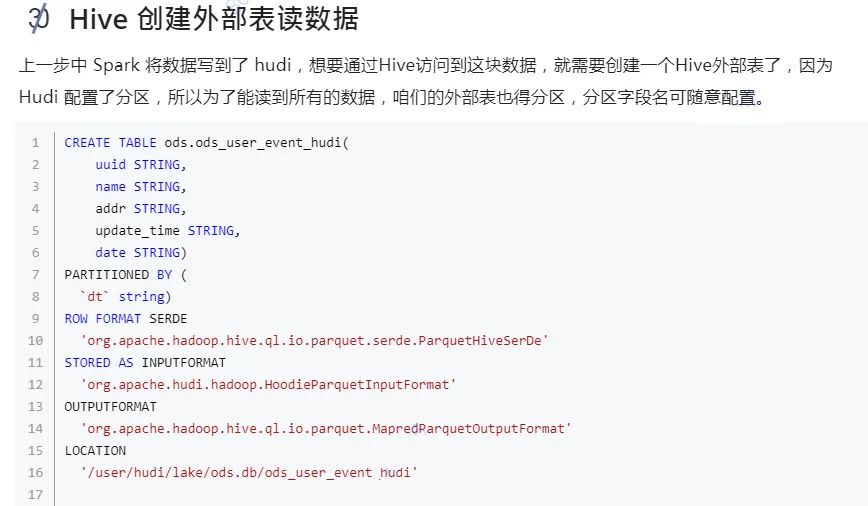 3) Hive 创建外部表读数据
上一步中 Spark 将数据写到了 hudi，想要通过Hive访问到这块数据，就需要创建一个Hive外部表了，因为
Hudi 配置了分区，所以为了能读到所有的数据，咱们的外部表也得分区，分区字段名可随意配置。
1 CREATE TABLE ods.ods_user_event_hudi(
2 uuid STRING,
3 name STRING,
4 addr STRING,
5 update_time STRING,
6 date STRING)
7 PARTITIONED BY (
8 `dt` string)
9 ROW FORMAT SERDE
10 'org.apache.hadoop.hive.ql.io.parquet.serde.ParquetHiveSerDe'
11 STORED AS INPUTFORMAT
12 'org.apache.hudi.hadoop.HoodieParquetInputFormat'
13 OUTPUTFORMAT
14 'org.apache.hadoop.hive.ql.io.parquet.MapredParquetOutputFormat'
15 LOCATION
16 '/user/hudi/lake/ods.db/ods_user_event_hudi'
17